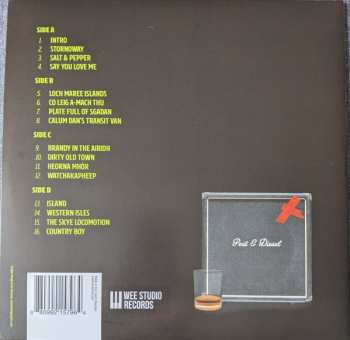 SIDE A
1. INTRO
2. STORNOWAY
3. SALT & PEPPER
4. SAY YOU LOVE ME
SIDE B
5. LOCH MAREE ISLANDS
6. CO LEIG A-MACH THU
7. PLATE FULL OF SGADAN
8. CALUM DAN'S TRANSIT VAN
SIDE C
9. BRANDY IN THE AIRIDH
10. DIRTY OLD TOWN
11. HEORNA MHÒR
12. WATCHAKAPHEEP
SIDE D
13. ISLAND
14. WESTERN ISLES
15. THE SKYE LOCOMOTION
16. COUNTRY BOY
Peat & Diesel
WEE STUDIO
RECORDS